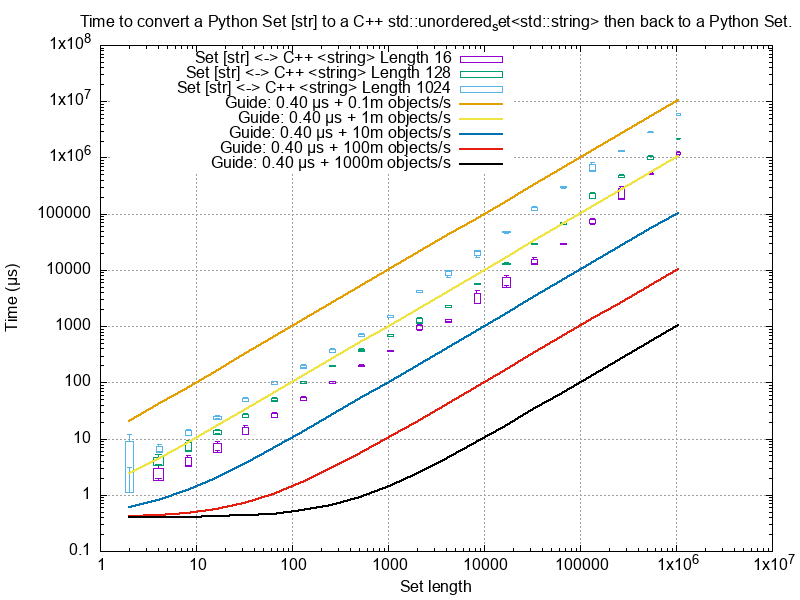 Time to convert a Python Set [str] to a C++ std::unordered_set<std::string> then back to a Python Set.
Set [str] <-> C++ <string> Length 16
Set [str] <-> C++ <string> Length 128
Set [str] <-> C++ <string> Length 1024
Guide: 0.40 µs + 0.1m objects/s
Guide: 0.40 µs + 1m objects/s
Guide: 0.40 µs + 10m objects/s
Guide: 0.40 µs + 100m objects/s
Guide: 0.40 µs + 1000m objects/s
Time (µs)
1x10^8
1x10^7
1x10^6
100000
10000
1000
100
10
1
0.1
1 10 100 1000 10000 100000 1x10^6 1x10^7
Set length